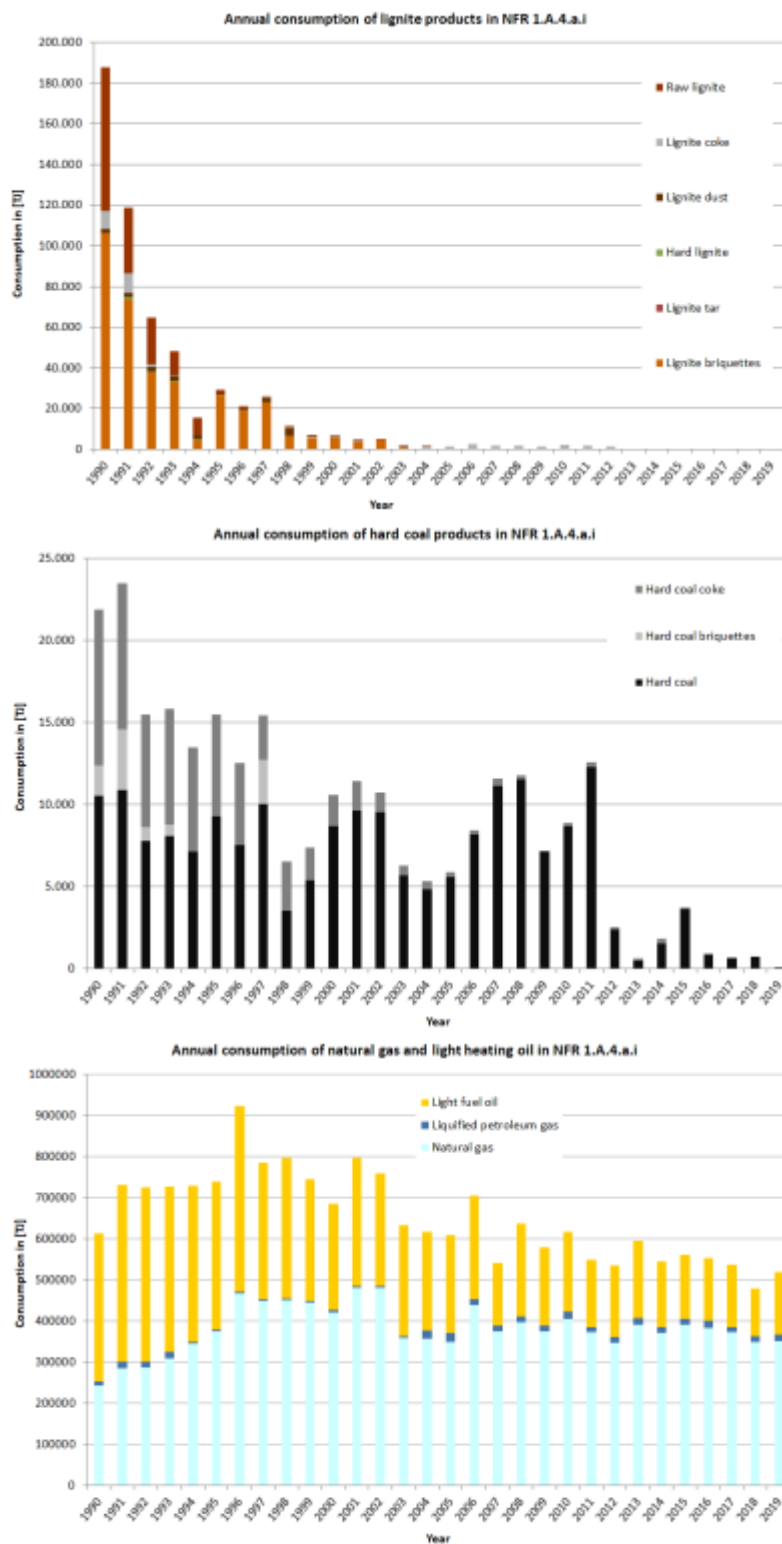 Annual consumption of lignite products in NFR 1.A.4.a.i
200.000
180.000
160.000
140.000
120.000
100.000
80.000
60.000
40.000
20.000
0
Consumption in [TJ]
Raw lignite
Lignite coke
Lignite dust
Hard lignite
Lignite tar
Lignite briquettes
1990 1991 1992 1993 1994 1995 1996 1997 1998 1999 2000 2001 2002 2003 2004 2005 2006 2007 2008 2009 2010 2011 2012 2013 2014 2015 2016 2017 2018 2019
Year
Annual consumption of hard coal products in NFR 1.A.4.a.i
25.000
20.000
15.000
10.000
5.000
0
Consumption in [TJ]
Hard coal coke
Hard coal briquettes
Hard coal
1990 1991 1992 1993 1994 1995 1996 1997 1998 1999 2000 2001 2002 2003 2004 2005 2006 2007 2008 2009 2010 2011 2012 2013 2014 2015 2016 2017 2018 2019
Year
Annual consumption of natural gas and light heating oil in NFR 1.A.4.a.i
1000000
900000
800000
700000
600000
500000
400000
300000
200000
100000
0
Consumption in [TJ]
Light fuel oil
Liquified petroleum gas
Natural gas
1990 1991 1992 1993 1994 1995 1996 1997 1998 1999 2000 2001 2002 2003 2004 2005 2006 2007 2008 2009 2010 2011 2012 2013 2014 2015 2016 2017 2018 2019
Year